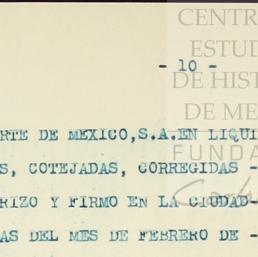 CENTR
ESTUD
- 10 -
DE HIST
DE ME
RTE DE MEXICO,S.A.EN LIQUI
FUNDA
S, COTEJADAS, CORREGIDAS -
RIZO Y FIRMO EN LA CIUDAD-
AS DEL MES DE FEBRERO DE -